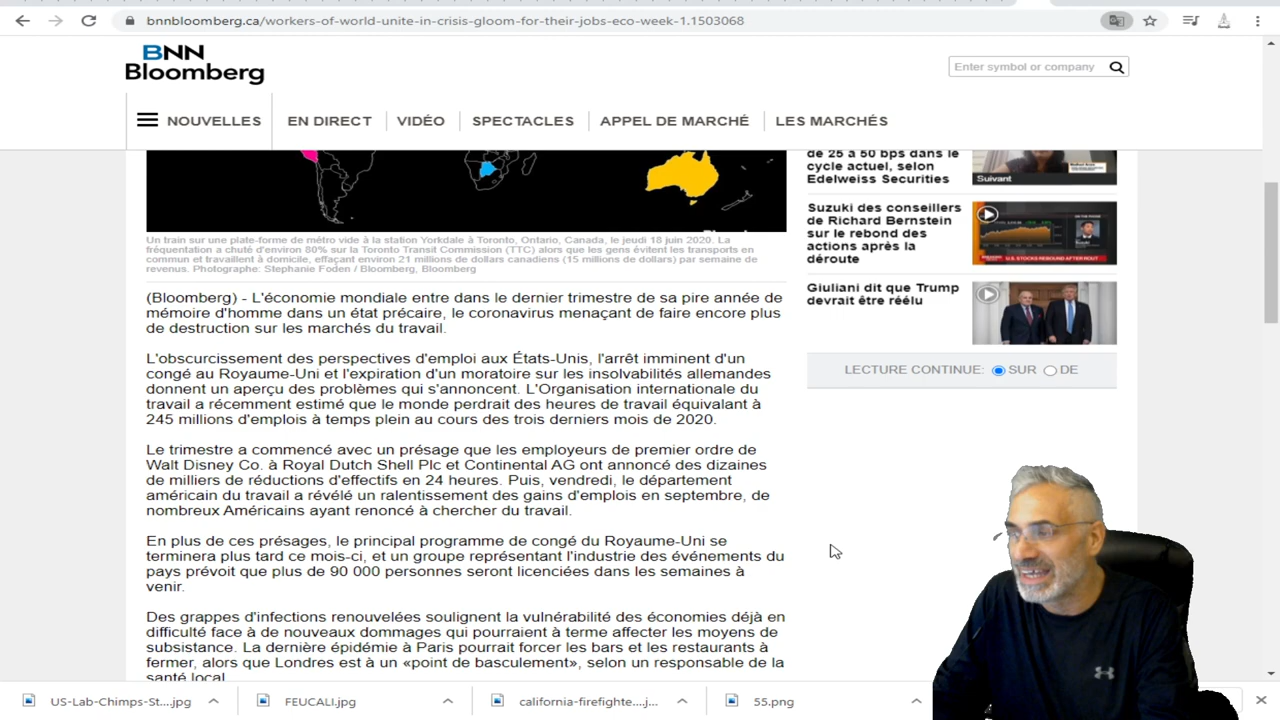 bnnbloomberg.ca/workers-of-world-unite-in-crisis-gloom-for-their-jobs-eco-week-1.1503068
BNN
Bloomberg
Enter symbol or company
NOUVELLES
EN DIRECT
VIDÉO
SPECTACLES
APPEL DE MARCHÉ
LES MARCHÉS
Un train sur une plate-forme de métro vide à la station Yorkdale à Toronto, Ontario, Canada, le jeudi 18 juin 2020. La
fréquentation a chuté d'environ 80% sur la Toronto Transit Commission (TTC) alors que les gens évitent les transports en
commun et travaillent à domicile, effaçant environ 21 millions de dollars canadiens (15 millions de dollars) par semaine de
revenus. Photographe: Stephanie Foden / Bloomberg, Bloomberg
(Bloomberg) - L'économie mondiale entre dans le dernier trimestre de sa pire année de
mémoire d'homme dans un état précaire, le coronavirus menaçant de faire encore plus
de destruction sur les marchés du travail.
L'obscurcissement des perspectives d'emploi aux États-Unis, l'arrêt imminent d'un
congé au Royaume-Uni et l'expiration d'un moratoire sur les insolvabilités allemandes
donnent un aperçu des problèmes qui s'annoncent. L'Organisation internationale du
travail a récemment estimé que le monde perdrait des heures de travail équivalant à
245 millions d'emplois à temps plein au cours des trois derniers mois de 2020.
Le trimestre a commencé avec un présage que les employeurs de premier ordre de
Walt Disney Co. à Royal Dutch Shell Plc et Continental AG ont annoncé des dizaines
de milliers de réductions d'effectifs en 24 heures. Puis, vendredi, le département
américain du travail a révélé un ralentissement des gains d'emplois en septembre, de
nombreux Américains ayant renoncé à chercher du travail.
En plus de ces présages, le principal programme de congé du Royaume-Uni se
terminera plus tard ce mois-ci, et un groupe représentant l'industrie des événements du
pays prévoit que plus de 90 000 personnes seront licenciées dans les semaines à
venir.
Des grappes d'infections renouvelées soulignent la vulnérabilité des économies déjà en
difficulté face à de nouveaux dommages qui pourraient à terme affecter les moyens de
subsistance. La dernière épidémie à Paris pourrait forcer les bars et les restaurants à
fermer, alors que Londres est à un «point de basculement», selon un responsable de la
santé local
de 25 à 50 bps dans le
cycle actuel, selon
Edelweiss Securities
Suivant
Suzuki des conseillers
de Richard Bernstein
sur le rebond des
actions après la
déroute
U.S. STOCKS REBOUND AFTER ROUT
Giuliani dit que Trump
devrait être réélu
LECTURE CONTINUE: SUR DE
US-Lab-Chimps-St....jpg
FEUCALI.jpg
california-firefighte....j...
55.png